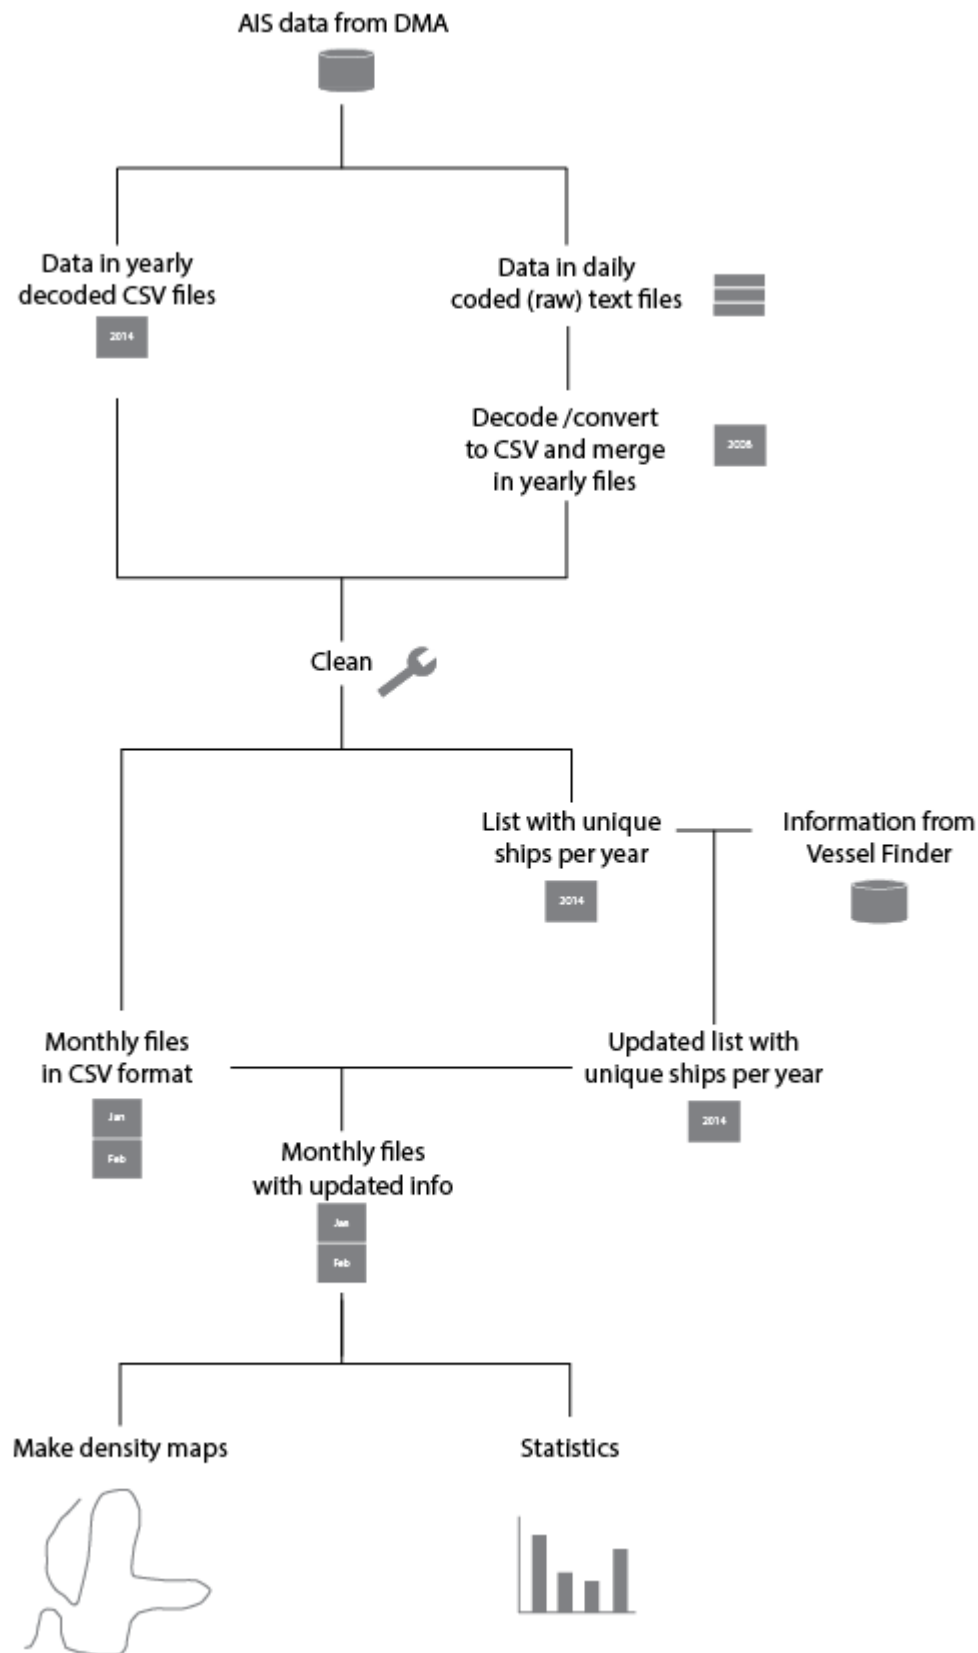 AIS data from DMA
Data in yearly
decoded CSV files
2014
Data in daily
coded (raw) text files
Decode /convert
to CSV and merge
in yearly files
Clean
List with unique
ships per year
2014
Information from
Vessel Finder
Monthly files
in CSV format
Jan
Feb
Updated list with
unique ships per year
2014
Monthly files
with updated info
Jan
Feb
Make density maps
Statistics